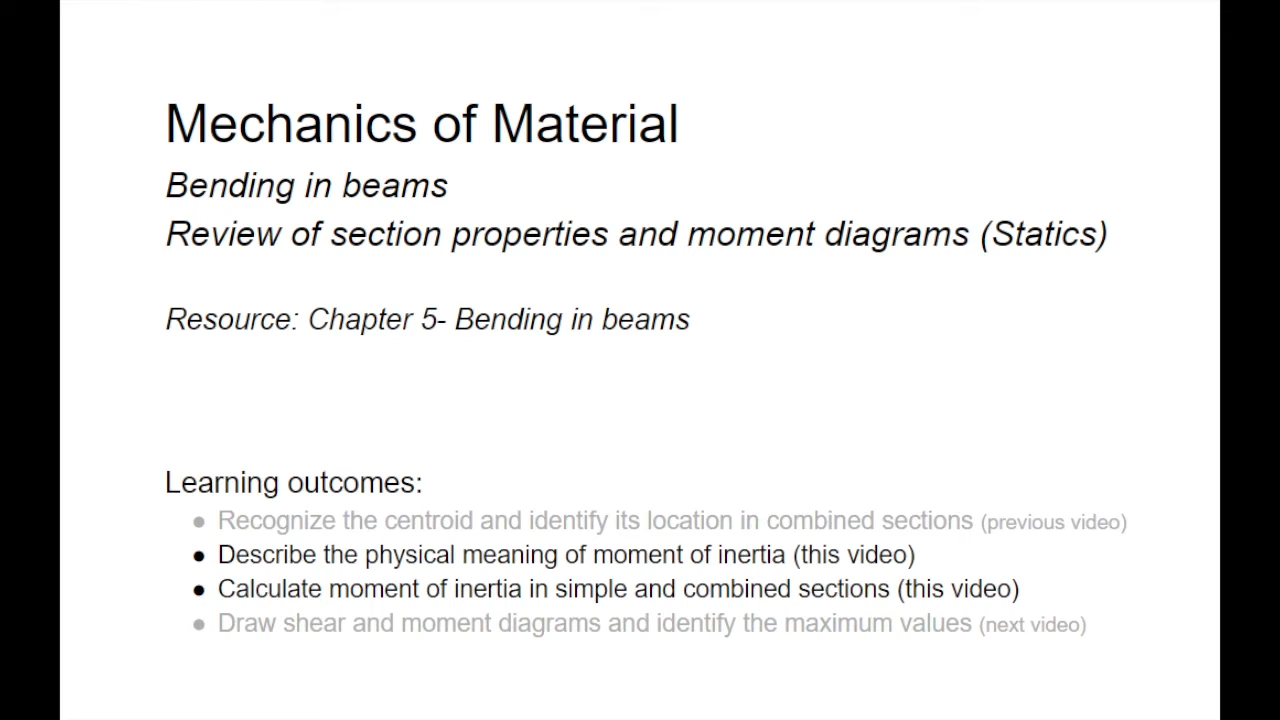 Mechanics of Material
Bending in beams
Review of section properties and moment diagrams (Statics)
Resource: Chapter 5- Bending in beams
Learning outcomes:
● Recognize the centroid and identify its location in combined sections (previous video)
● Describe the physical meaning of moment of inertia (this video)
● Calculate moment of inertia in simple and combined sections (this video)
● Draw shear and moment diagrams and identify the maximum values (next video)